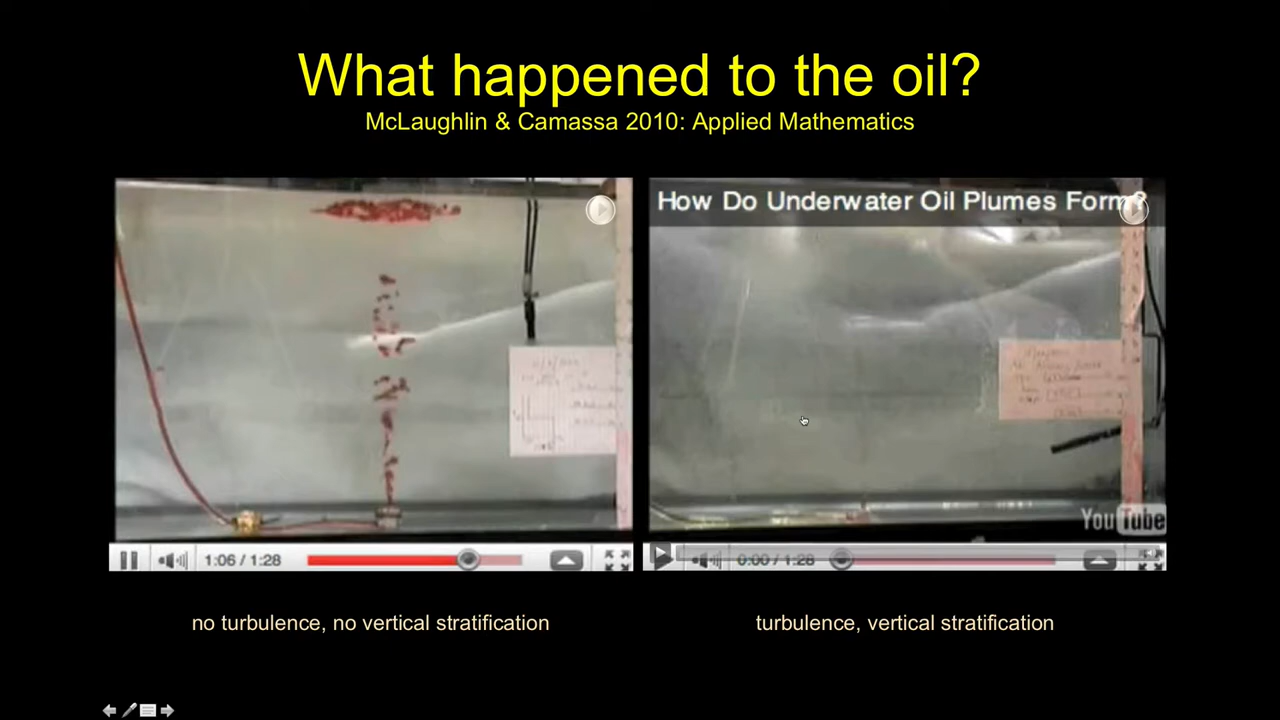 What happened to the oil?
McLaughlin & Camassa 2010: Applied Mathematics
How Do Underwater Oil Plumes Form?
YouTube
1:06 / 1:28
0:00 / 1:28
no turbulence, no vertical stratification
turbulence, vertical stratification